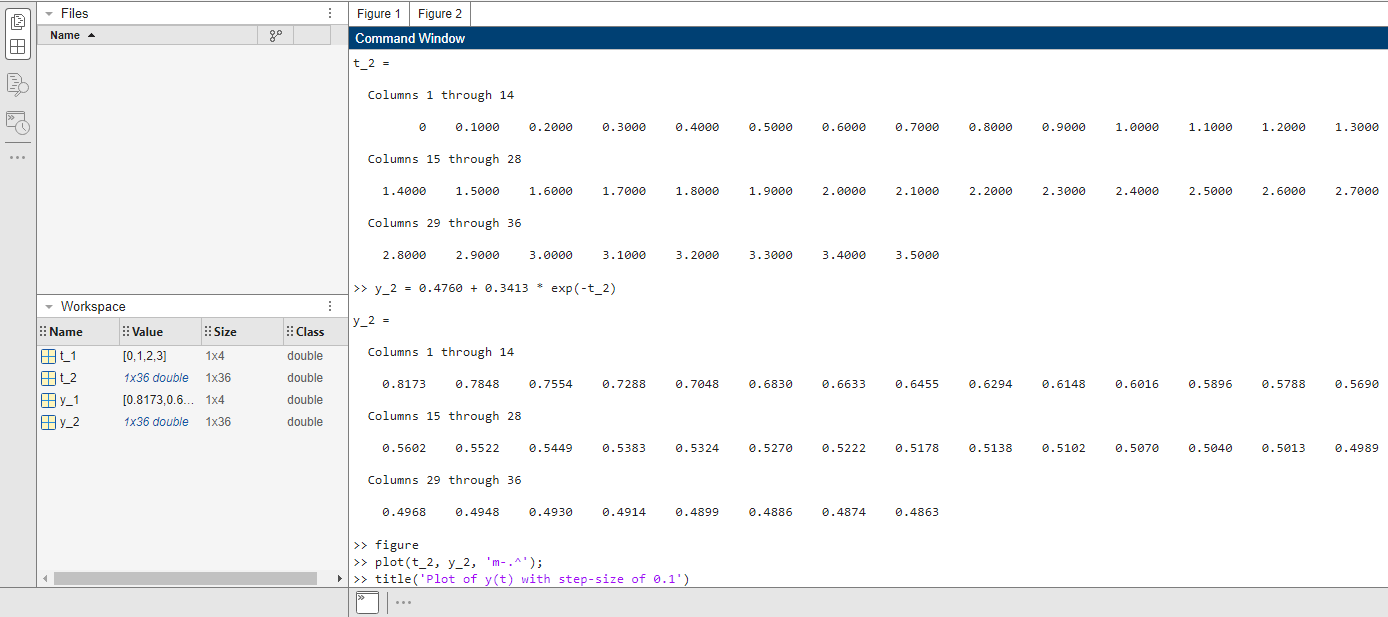 Files
Name
Workspace
Name Value Size Class
t_1 [0,1,2,3] 1x4 double
t_2 1x36 double 1x36 double
y_1 [0.8173,0.6... 1x4 double
y_2 1x36 double 1x36 double
Figure 1 Figure 2
Command Window
t_2 =
Columns 1 through 14
0 0.1000 0.2000 0.3000 0.4000 0.5000 0.6000 0.7000 0.8000 0.9000 1.0000 1.1000 1.2000 1.3000
Columns 15 through 28
1.4000 1.5000 1.6000 1.7000 1.8000 1.9000 2.0000 2.1000 2.2000 2.3000 2.4000 2.5000 2.6000 2.7000
Columns 29 through 36
2.8000 2.9000 3.0000 3.1000 3.2000 3.3000 3.4000 3.5000
>> y_2 = 0.4760 + 0.3413 * exp(-t_2)
y_2 =
Columns 1 through 14
0.8173 0.7848 0.7554 0.7288 0.7048 0.6830 0.6633 0.6455 0.6294 0.6148 0.6016 0.5896 0.5788 0.5690
Columns 15 through 28
0.5602 0.5522 0.5449 0.5383 0.5324 0.5270 0.5222 0.5178 0.5138 0.5102 0.5070 0.5040 0.5013 0.4989
Columns 29 through 36
0.4968 0.4948 0.4930 0.4914 0.4899 0.4886 0.4874 0.4863
>> figure
>> plot(t_2, y_2, 'm-.^');
>> title('Plot of y(t) with step-size of 0.1')